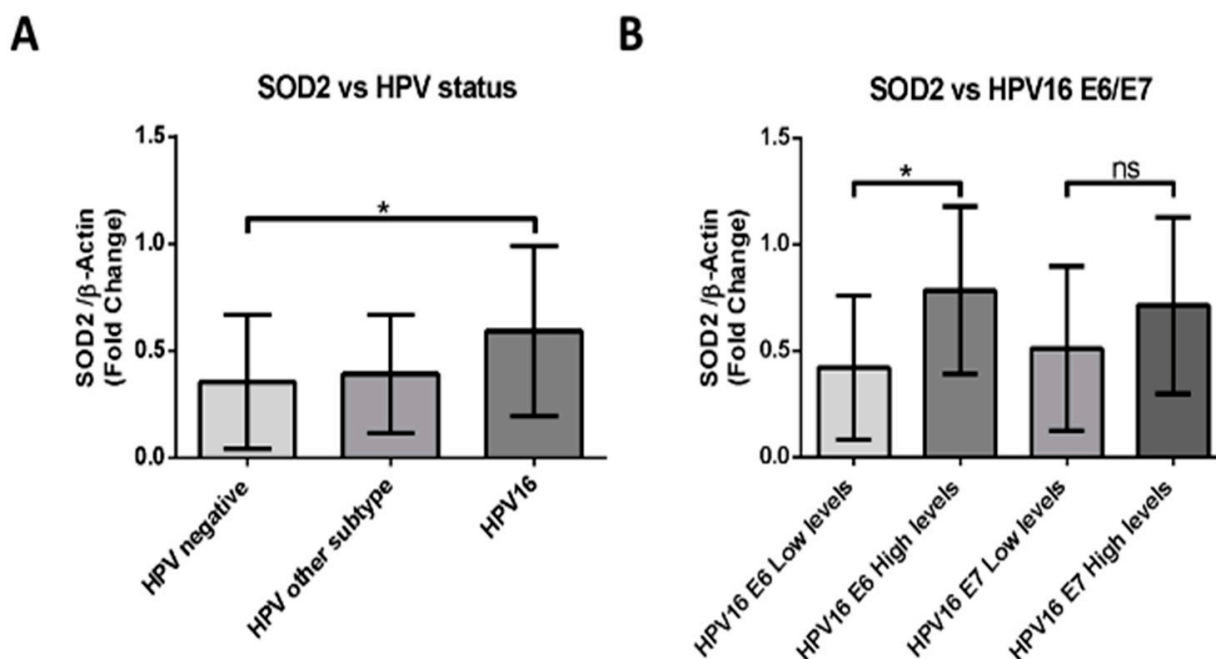 A
SOD2 vs HPV status
SOD2 /β-Actin
(Fold Change)
1.5
1.0
0.5
0.0
*
HPV negative
HPV other subtype
HPV16
B
SOD2 vs HPV16 E6/E7
SOD2 /β-Actin
(Fold Change)
1.5
1.0
0.5
0.0
*
ns
HPV16 E6 Low levels
HPV16 E6 High levels
HPV16 E7 Low levels
HPV16 E7 High levels